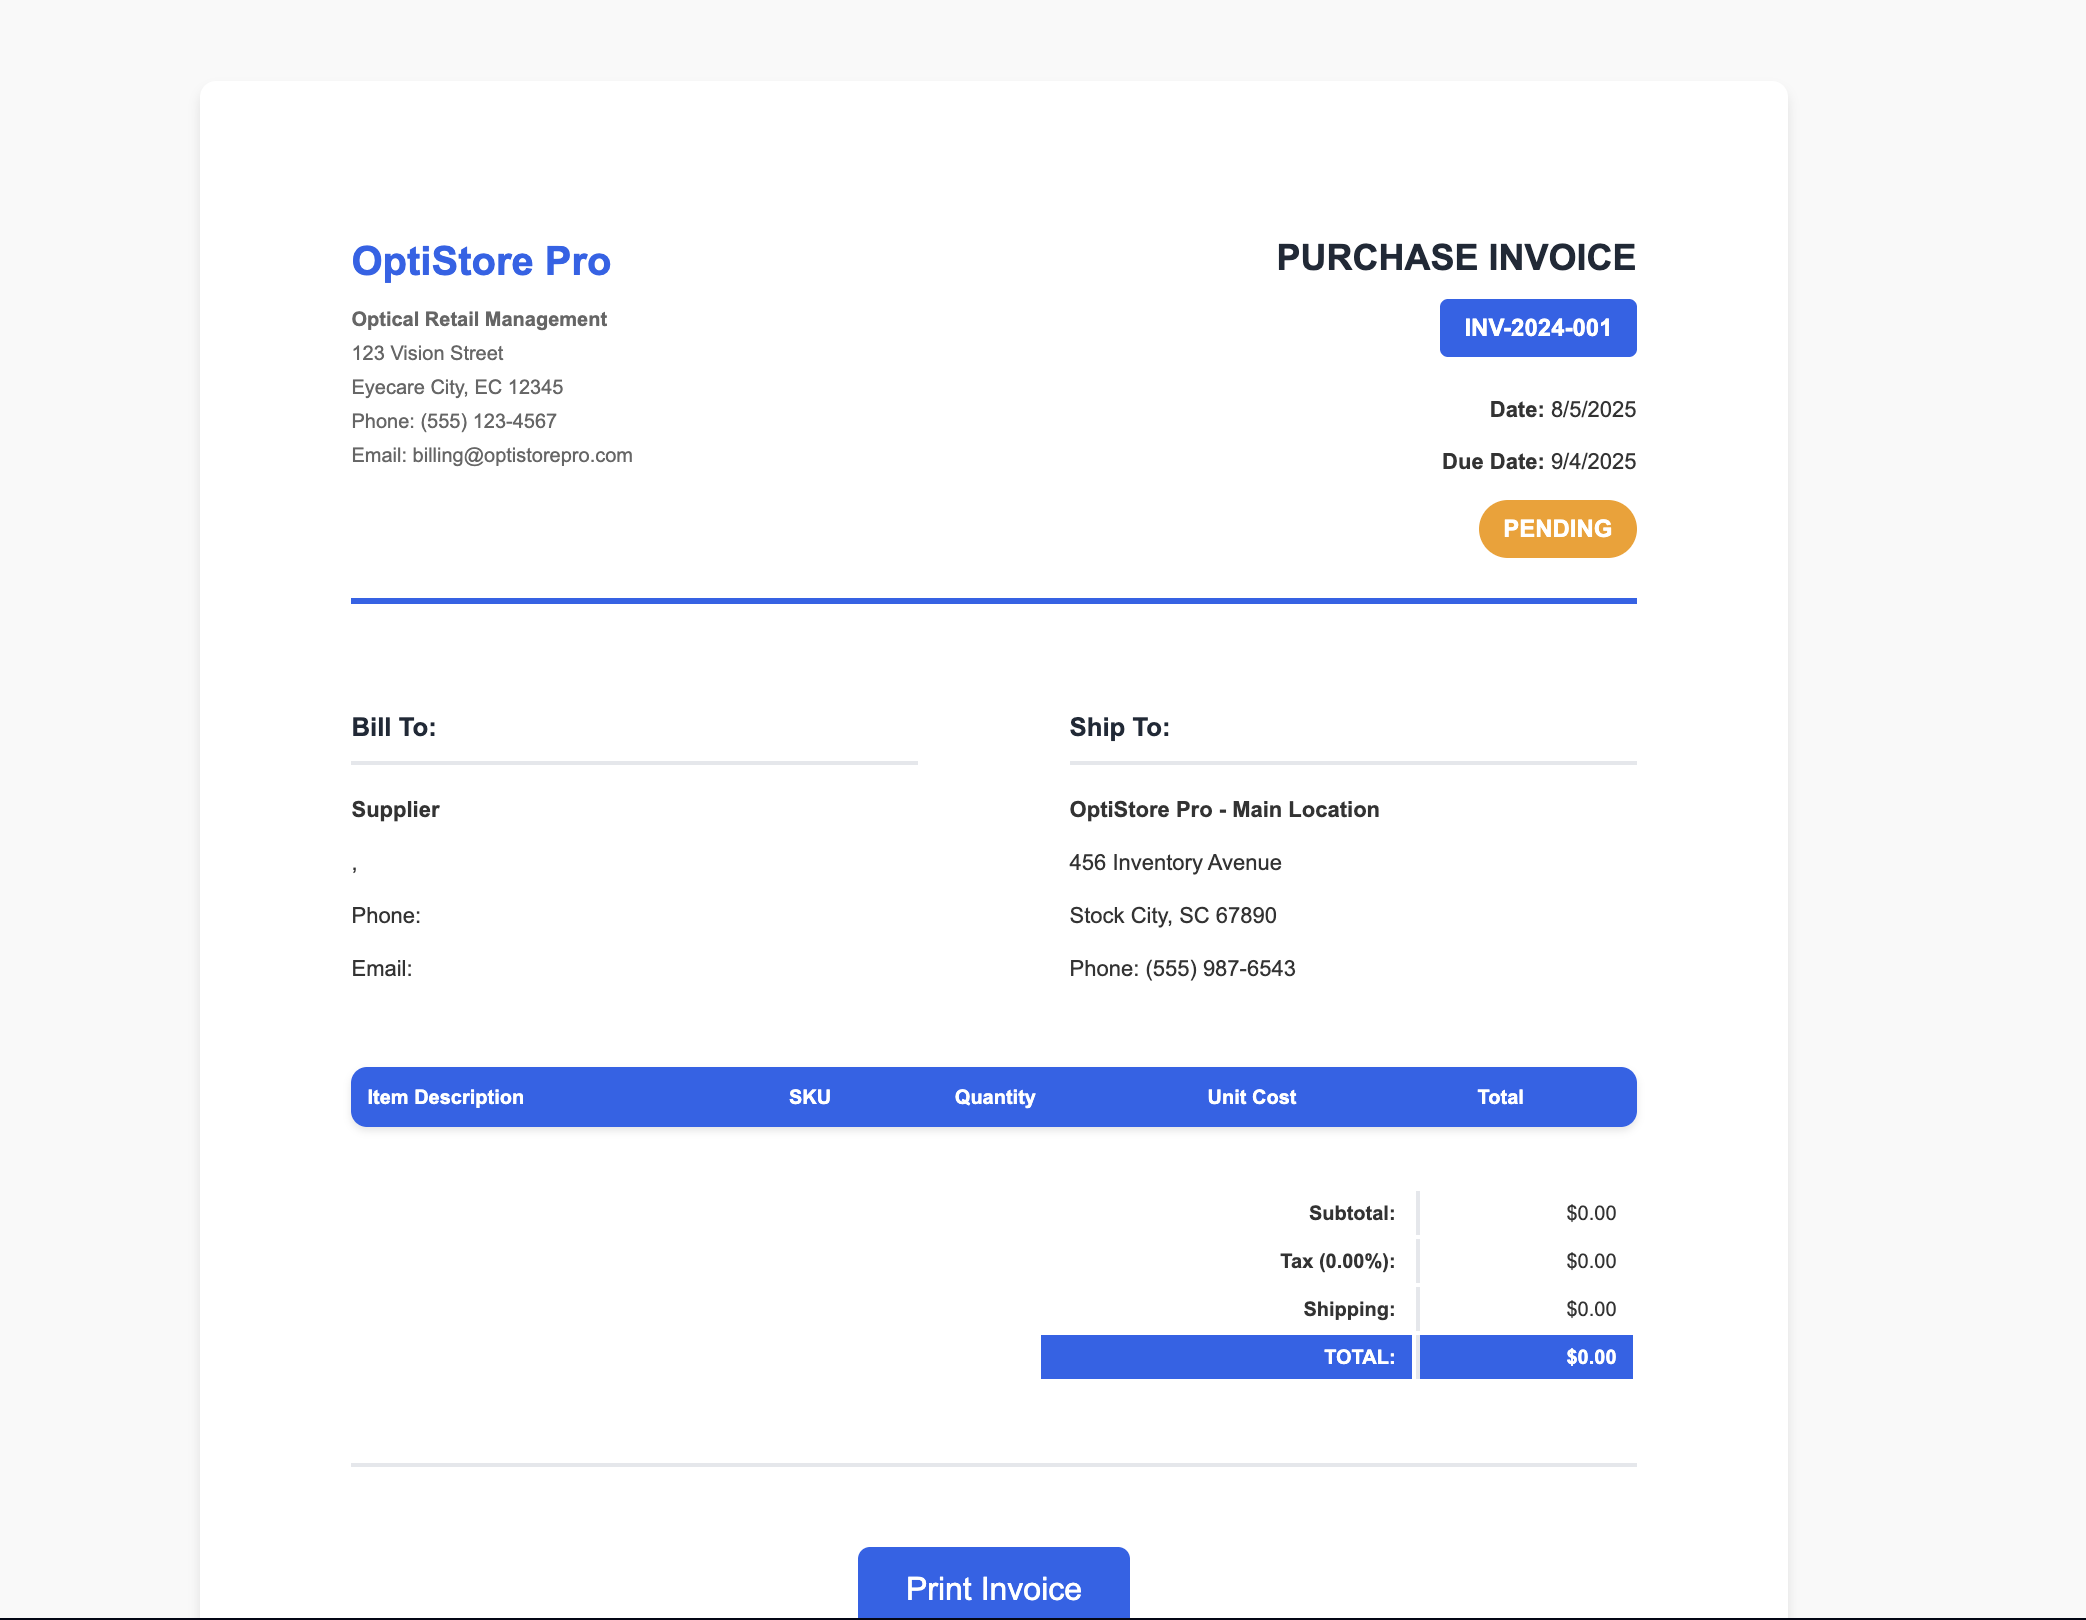 OptiStore Pro
Optical Retail Management
123 Vision Street
Eyecare City, EC 12345
Phone: (555) 123-4567
Email: billing@optistorepro.com
PURCHASE INVOICE
INV-2024-001
Date: 8/5/2025
Due Date: 9/4/2025
PENDING
Bill To:
Supplier
,
Phone:
Email:
Ship To:
OptiStore Pro - Main Location
456 Inventory Avenue
Stock City, SC 67890
Phone: (555) 987-6543
Item Description SKU Quantity Unit Cost Total
Subtotal: $0.00
Tax (0.00%): $0.00
Shipping: $0.00
TOTAL: $0.00
Print Invoice